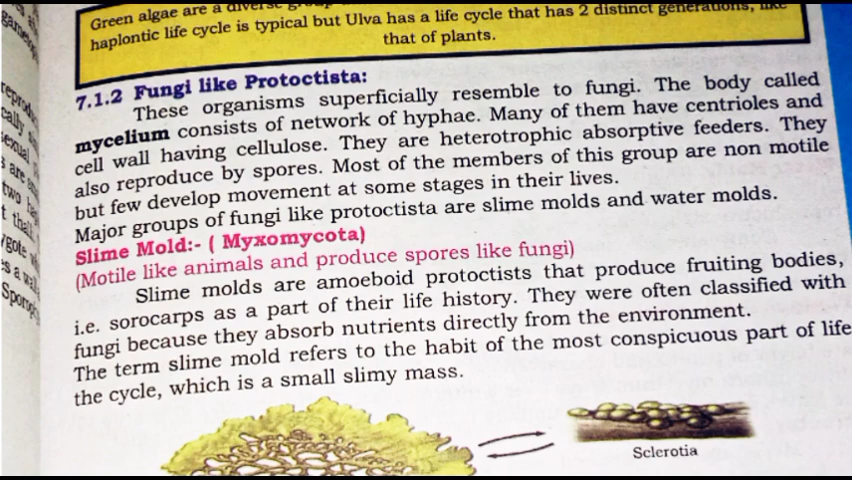 Green algae are a diverse
haplontic life cycle is typical but Ulva has a life cycle that has 2 distinct generations, like
that of plants.
7.1.2 Fungi like Protoctista:
These organisms superficially resemble to fungi. The body called
mycelium consists of network of hyphae. Many of them have centrioles and
cell wall having cellulose. They are heterotrophic absorptive feeders. They
also reproduce by spores. Most of the members of this group are non motile
but few develop movement at some stages in their lives.
Major groups of fungi like protoctista are slime molds and water molds.
Slime Mold:- ( Myxomycota)
(Motile like animals and produce spores like fungi)
Slime molds are amoeboid protoctists that produce fruiting bodies,
i.e. sorocarps as a part of their life history. They were often classified with
fungi because they absorb nutrients directly from the environment.
The term slime mold refers to the habit of the most conspicuous part of life
the cycle, which is a small slimy mass.
Sclerotia